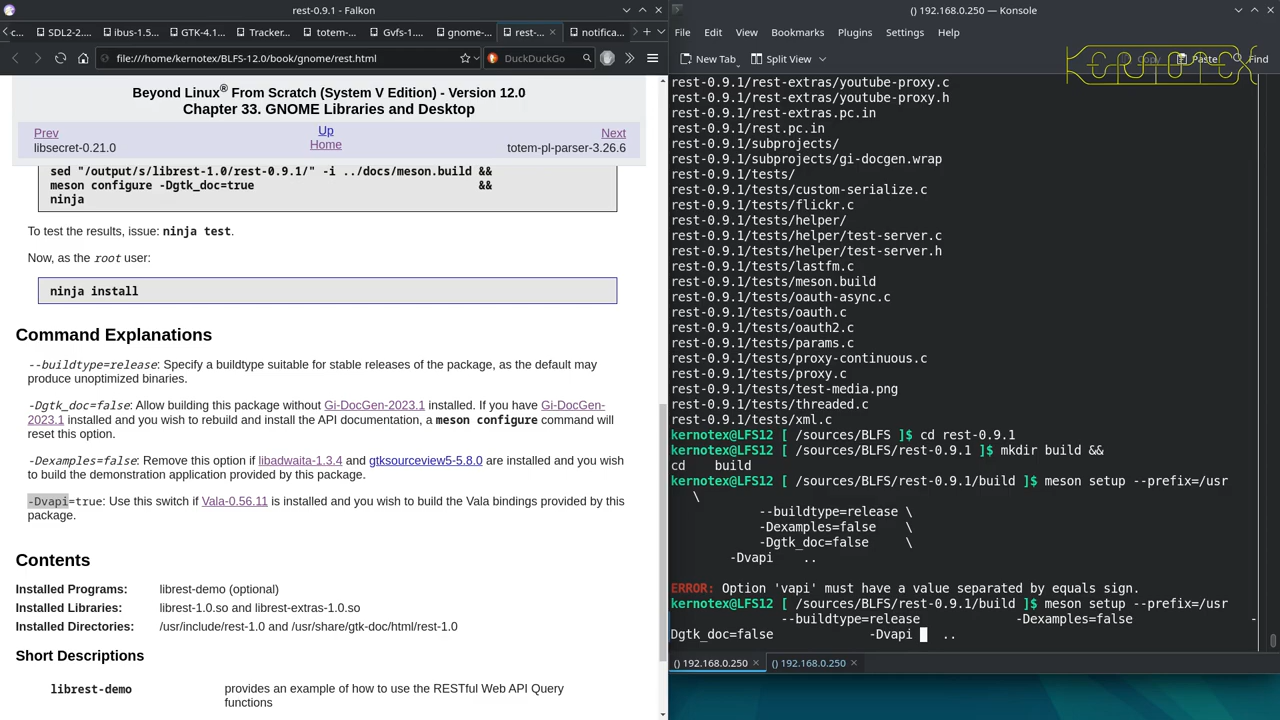 rest-0.9.1 - Falkon
SDL2-2....
ibus-1.5...
GTK-4.1...
Tracker...
totem-...
Gvfs-1....
gnome-...
rest-...
notifica...
file:///home/kernotex/BLFS-12.0/book/gnome/rest.html
DuckDuckGo
Beyond Linux® From Scratch (System V Edition) - Version 12.0
Chapter 33. GNOME Libraries and Desktop
Prev
Up
Next
libsecret-0.21.0
Home
totem-pl-parser-3.26.6
sed "/output/s/librest-1.0/rest-0.9.1/" -i ../docs/meson.build &&
meson configure -Dgtk_doc=true &&
ninja
To test the results, issue: ninja test.
Now, as the root user:
ninja install
Command Explanations
--buildtype=release: Specify a buildtype suitable for stable releases of the package, as the default may
produce unoptimized binaries.
-Dgtk_doc=false: Allow building this package without Gi-DocGen-2023.1 installed. If you have Gi-DocGen-
2023.1 installed and you wish to rebuild and install the API documentation, a meson configure command will
reset this option.
-Dexamples=false: Remove this option if libadwaita-1.3.4 and gtksourceview5-5.8.0 are installed and you wish
to build the demonstration application provided by this package.
-Dvapi=true: Use this switch if Vala-0.56.11 is installed and you wish to build the Vala bindings provided by this
package.
Contents
Installed Programs: librest-demo (optional)
Installed Libraries: librest-1.0.so and librest-extras-1.0.so
Installed Directories: /usr/include/rest-1.0 and /usr/share/gtk-doc/html/rest-1.0
Short Descriptions
librest-demo provides an example of how to use the RESTful Web API Query
functions
() 192.168.0.250 — Konsole
File Edit View Bookmarks Plugins Settings Help
New Tab
Split View
Copy
Paste
Find
KERNOTEX
rest-0.9.1/rest-extras/youtube-proxy.c
rest-0.9.1/rest-extras/youtube-proxy.h
rest-0.9.1/rest-extras.pc.in
rest-0.9.1/rest.pc.in
rest-0.9.1/subprojects/
rest-0.9.1/subprojects/gi-docgen.wrap
rest-0.9.1/tests/
rest-0.9.1/tests/custom-serialize.c
rest-0.9.1/tests/flickr.c
rest-0.9.1/tests/helper/
rest-0.9.1/tests/helper/test-server.c
rest-0.9.1/tests/helper/test-server.h
rest-0.9.1/tests/lastfm.c
rest-0.9.1/tests/meson.build
rest-0.9.1/tests/oauth-async.c
rest-0.9.1/tests/oauth.c
rest-0.9.1/tests/oauth2.c
rest-0.9.1/tests/params.c
rest-0.9.1/tests/proxy-continuous.c
rest-0.9.1/tests/proxy.c
rest-0.9.1/tests/test-media.png
rest-0.9.1/tests/threaded.c
rest-0.9.1/tests/xml.c
kernotex@LFS12 [ /sources/BLFS ]$ cd rest-0.9.1
kernotex@LFS12 [ /sources/BLFS/rest-0.9.1 ]$ mkdir build &&
cd    build
kernotex@LFS12 [ /sources/BLFS/rest-0.9.1/build ]$ meson setup --prefix=/usr
\
--buildtype=release \
-Dexamples=false    \
-Dgtk_doc=false     \
-Dvapi    ..
ERROR: Option 'vapi' must have a value separated by equals sign.
kernotex@LFS12 [ /sources/BLFS/rest-0.9.1/build ]$ meson setup --prefix=/usr
--buildtype=release -Dexamples=false -
Dgtk_doc=false -Dvapi ..
() 192.168.0.250
() 192.168.0.250